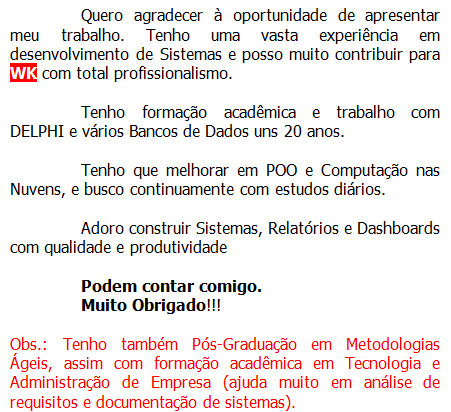 Quero agradecer à oportunidade de apresentar
meu trabalho. Tenho uma vasta experiência em
desenvolvimento de Sistemas e posso muito contribuir para
WK com total profissionalismo.
Tenho formação acadêmica e trabalho com
DELPHI e vários Bancos de Dados uns 20 anos.
Tenho que melhorar em POO e Computação nas
Nuvens, e busco continuamente com estudos diários.
Adoro construir Sistemas, Relatórios e Dashboards
com qualidade e produtividade
Podem contar comigo.
Muito Obrigado!!!
Obs.: Tenho também Pós-Graduação em Metodologias
Ágeis, assim com formação acadêmica em Tecnologia e
Administração de Empresa (ajuda muito em análise de
requisitos e documentação de sistemas).